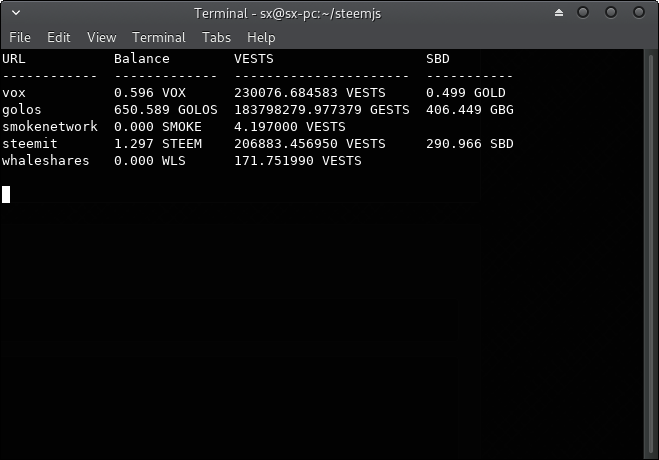 Terminal - sx@sx-pc:~/steemjs
File Edit View Terminal Tabs Help
URL Balance VESTS SBD
------------ ------------- ---------------------- -----------
vox 0.596 VOX 230076.684583 VESTS 0.499 GOLD
golos 650.589 GOLOS 183798279.977379 GESTS 406.449 GBG
smokenetwork 0.000 SMOKE 4.197000 VESTS
steemit 1.297 STEEM 206883.456950 VESTS 290.966 SBD
whaleshares 0.000 WLS 171.751990 VESTS